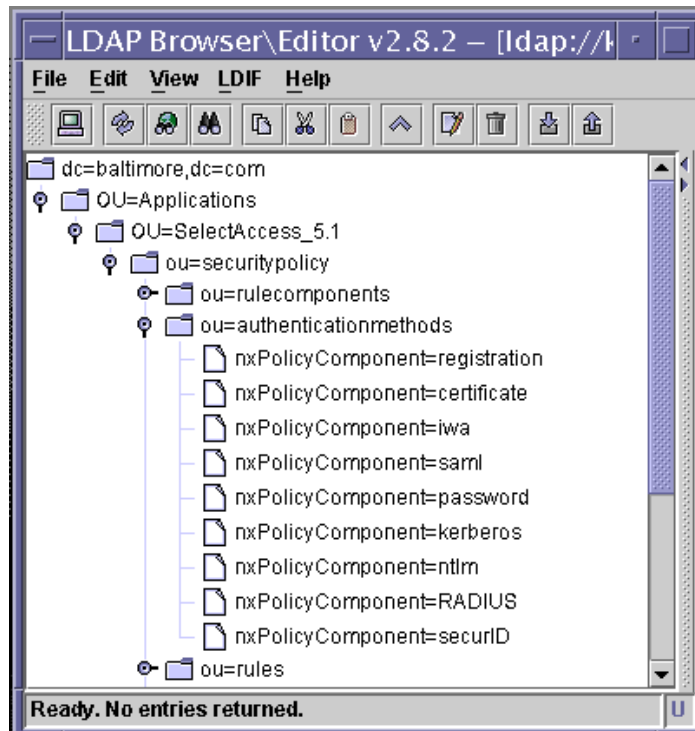 LDAP Browser\Editor v2.8.2 – [ldap://k
File Edit View LDIF Help
dc=baltimore,dc=com
OU=Applications
OU=SelectAccess_5.1
ou=securitypolicy
ou=rulecomponents
ou=authenticationmethods
nxPolicyComponent=registration
nxPolicyComponent=certificate
nxPolicyComponent=iwa
nxPolicyComponent=saml
nxPolicyComponent=password
nxPolicyComponent=kerberos
nxPolicyComponent=ntlm
nxPolicyComponent=RADIUS
nxPolicyComponent=securID
ou=rules
Ready. No entries returned. U